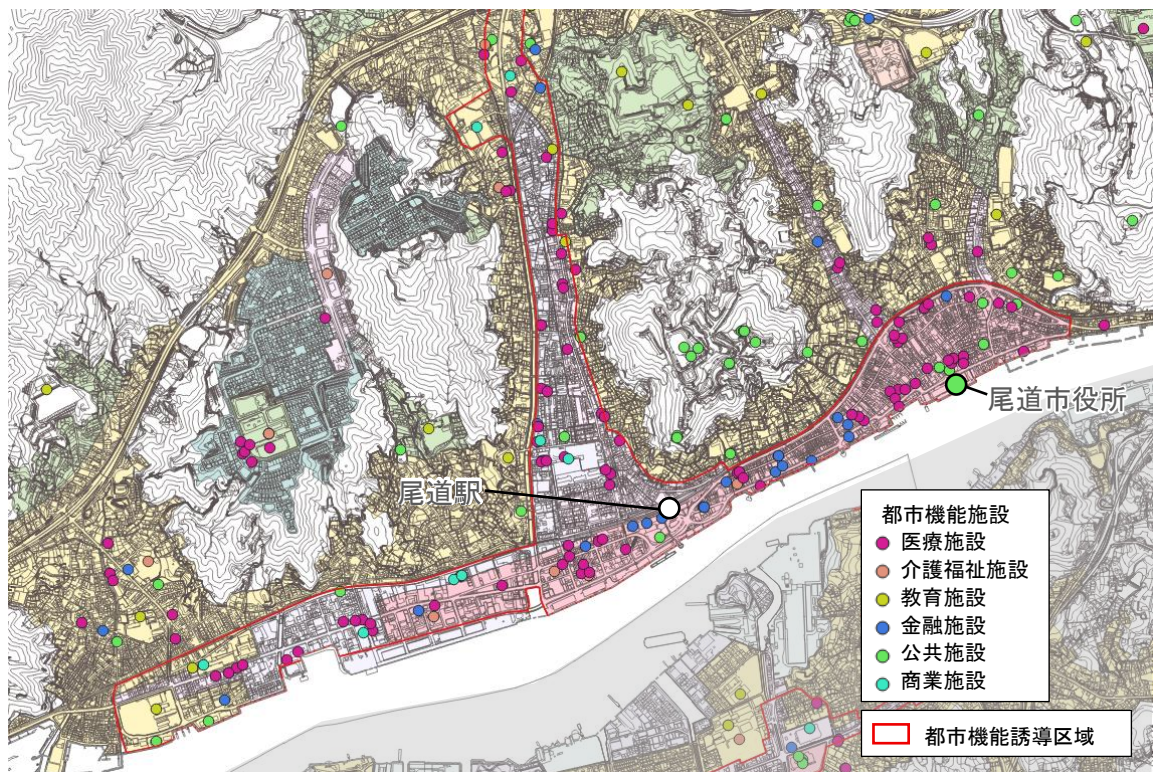 尾道市役所
尾道駅
都市機能施設
医療施設
介護福祉施設
教育施設
金融施設
公共施設
商業施設
都市機能誘導区域